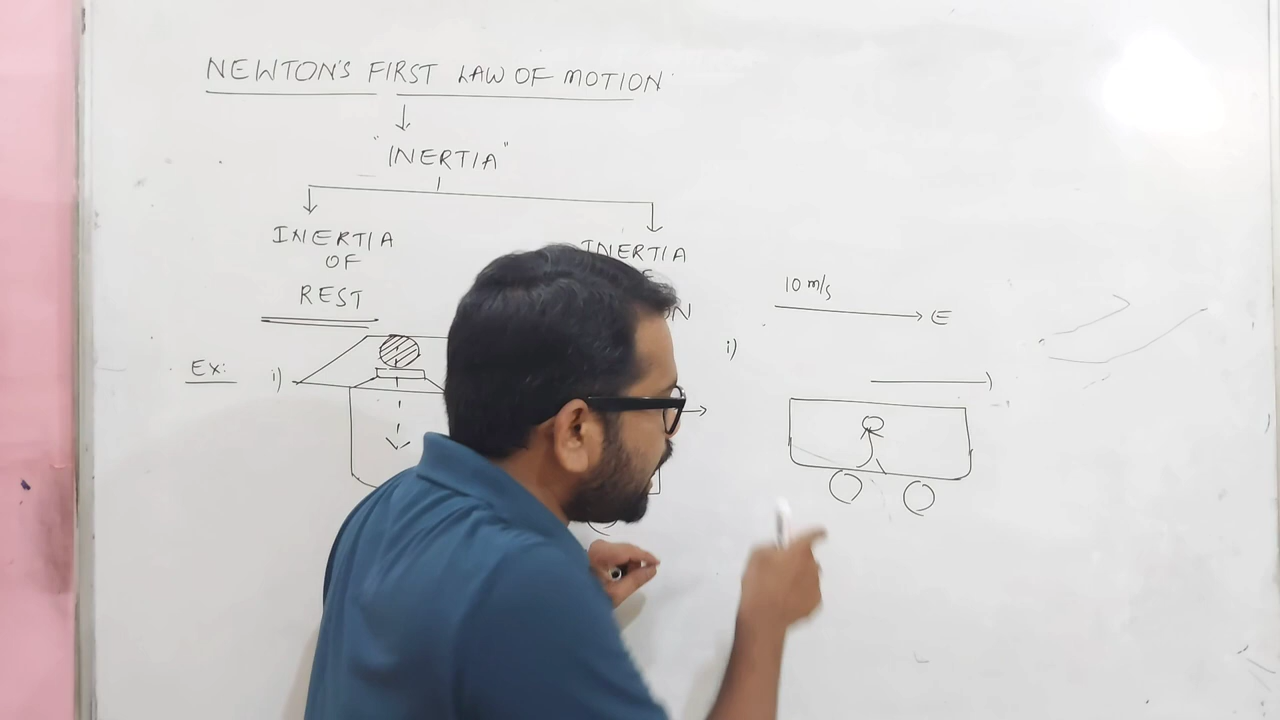 NEWTON'S FIRST LAW OF MOTION
"INERTIA"
INERTIA
OF
REST
INERTIA
Ex: i)
i)
10 m/s
E